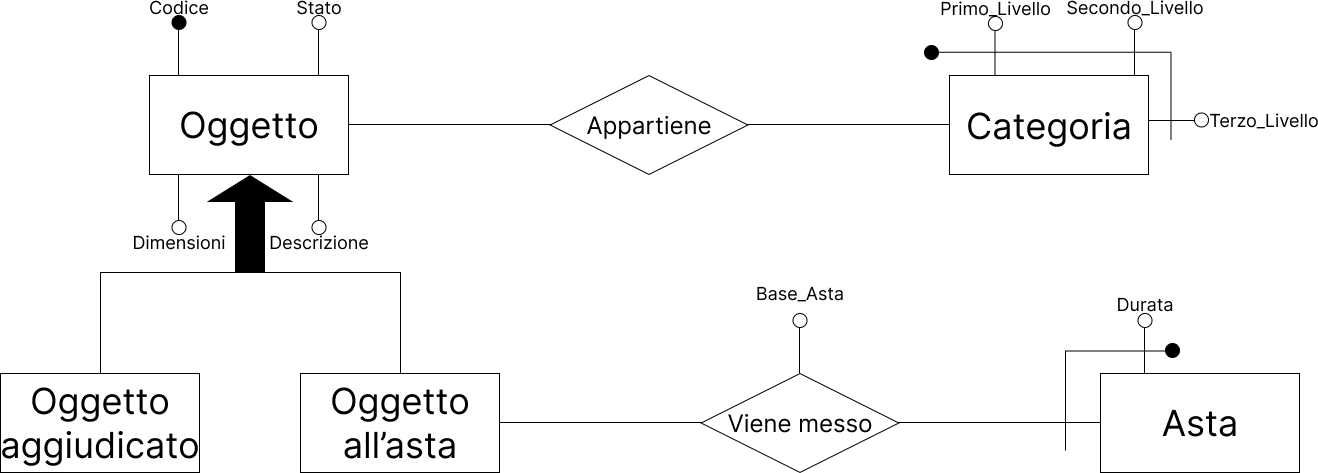 Codice
Stato
Primo_Livello
Secondo_Livello
Oggetto
Appartiene
Categoria
Terzo_Livello
Dimensioni
Descrizione
Base_Asta
Durata
Oggetto
aggiudicato
Oggetto
all’asta
Viene messo
Asta